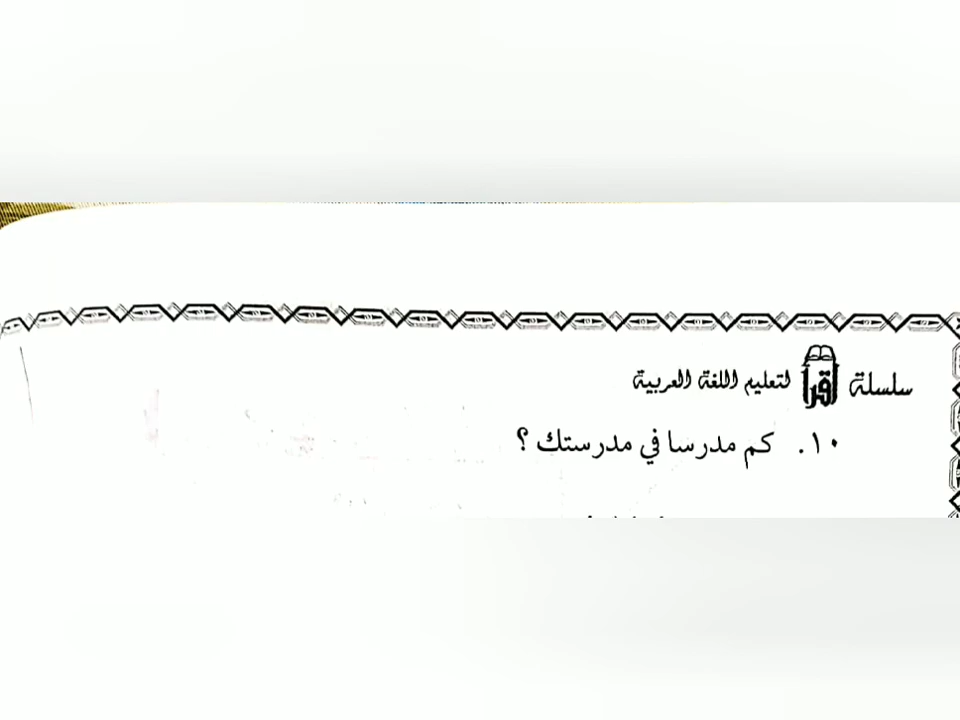 سلسلة اقرأ لتعليم اللغة العربية
١٠. كم مدرسا في مدرستك ؟